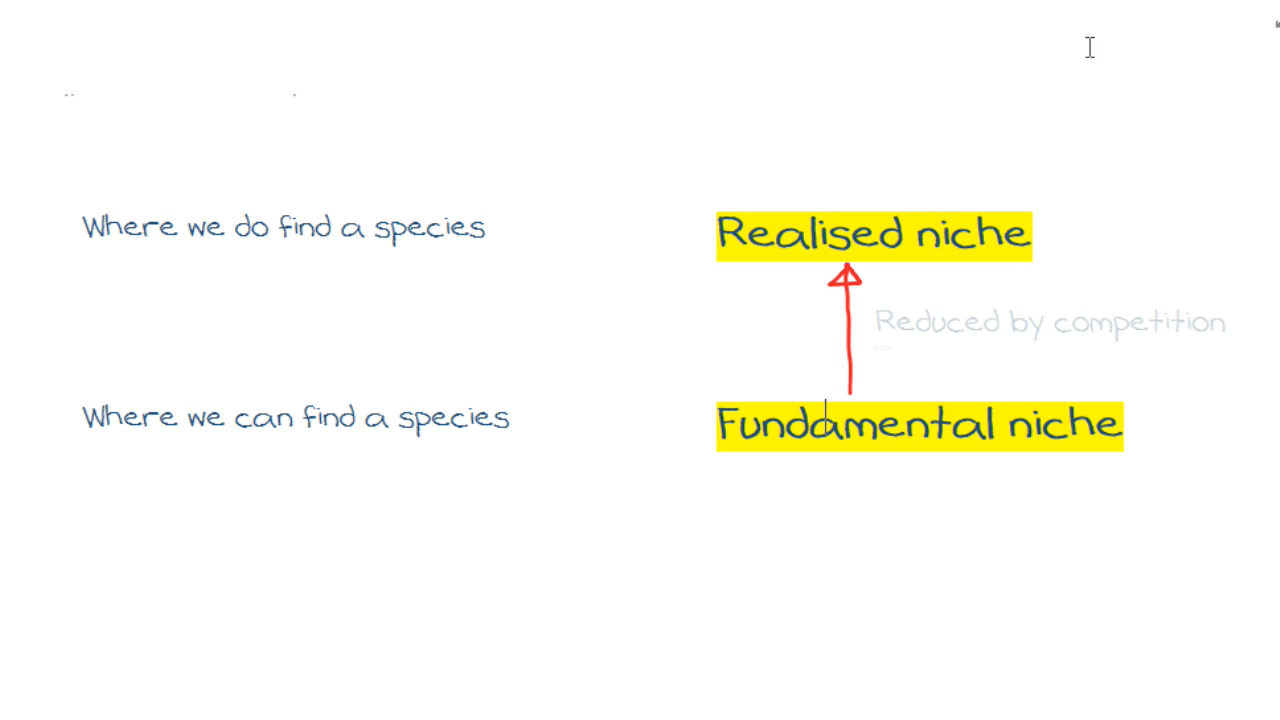 Where we do find a species
Realised niche
Reduced by competition
Where we can find a species
Fundamental niche